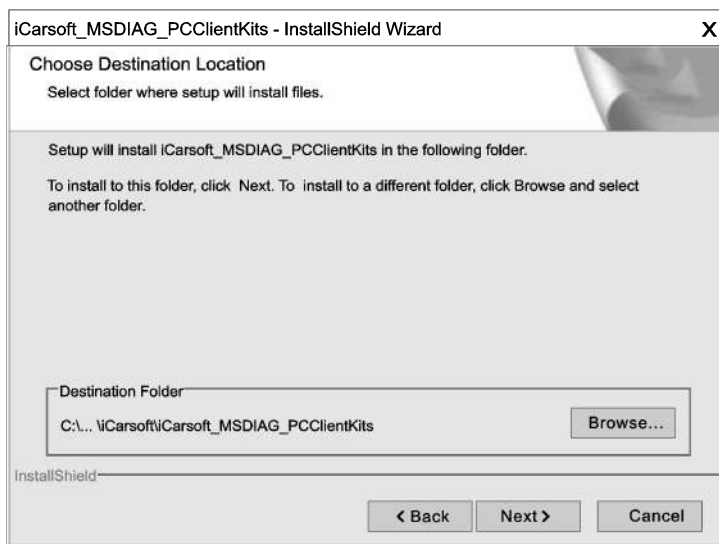 iCarsoft_MSDIAG_PCClientKits - InstallShield Wizard X
Choose Destination Location
Select folder where setup will install files.
Setup will install iCarsoft_MSDIAG_PCClientKits in the following folder.
To install to this folder, click Next. To install to a different folder, click Browse and select
another folder.
Destination Folder
C:\... \iCarsoft\iCarsoft_MSDIAG_PCClientKits
Browse...
InstallShield
< Back Next > Cancel